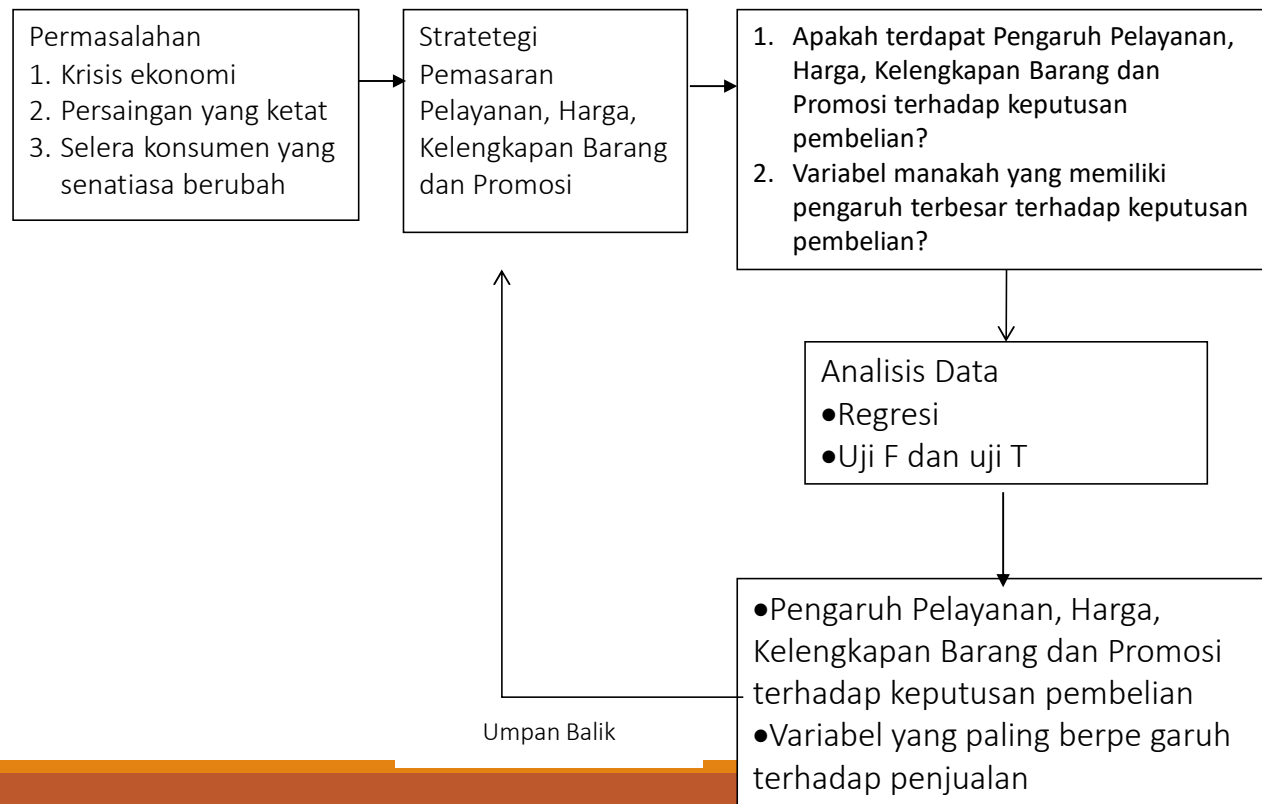 Permasalahan
1. Krisis ekonomi
2. Persaingan yang ketat
3. Selera konsumen yang
senatiasa berubah
Stratetegi
Pemasaran
Pelayanan, Harga,
Kelengkapan Barang
dan Promosi
1. Apakah terdapat Pengaruh Pelayanan,
Harga, Kelengkapan Barang dan
Promosi terhadap keputusan
pembelian?
2. Variabel manakah yang memiliki
pengaruh terbesar terhadap keputusan
pembelian?
Analisis Data
•Regresi
•Uji F dan uji T
•Pengaruh Pelayanan, Harga,
Kelengkapan Barang dan Promosi
terhadap keputusan pembelian
•Variabel yang paling berpe garuh
terhadap penjualan
Umpan Balik